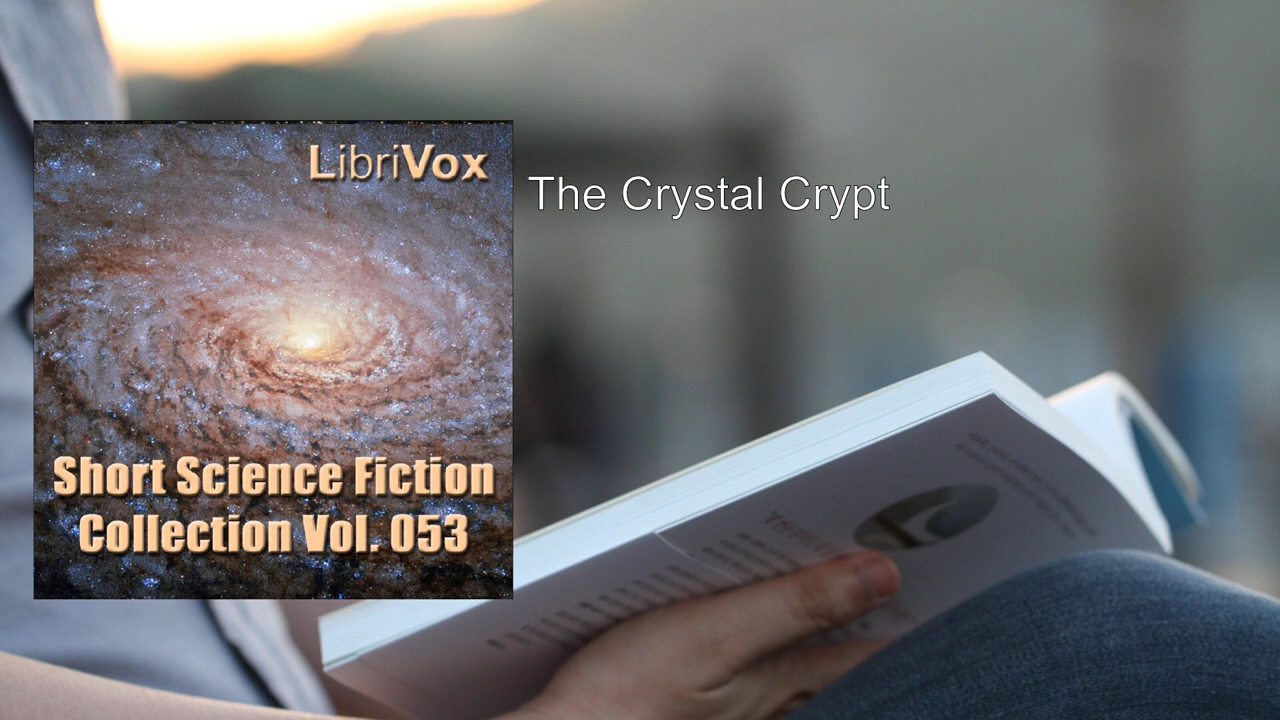 LibriVox
The Crystal Crypt
Short Science Fiction
Collection Vol. 053